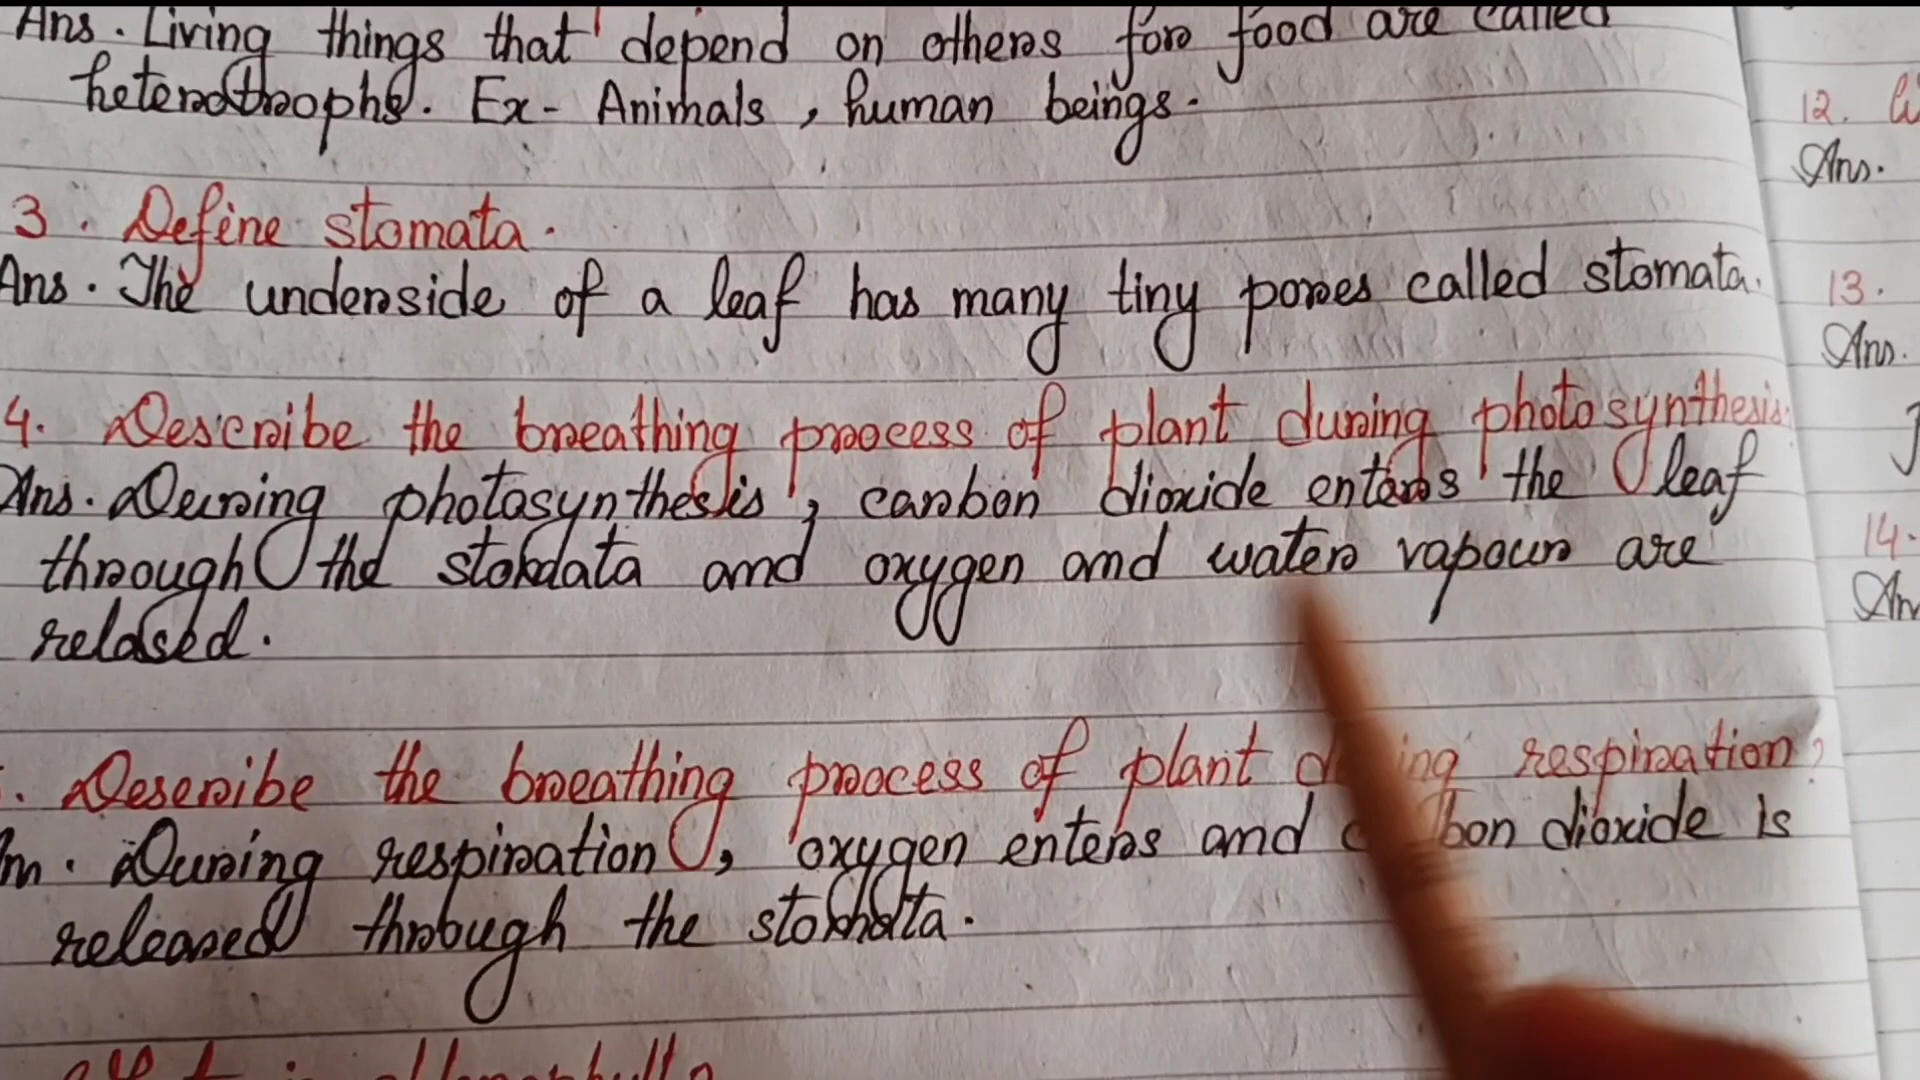 Ans. Living things that depend on others for food are called
heterotrophs. Ex- Animals, human beings.
3. Define stomata.
Ans. The underside of a leaf has many tiny pores called stomata.
4. Describe the breathing process of plant during photosynthesis.
Ans. During photosynthesis, carbon dioxide enters the leaf
through the stomata and oxygen and water vapour are
relased.
. Describe the breathing process of plant during respiration?
During respiration, oxygen enters and carbon dioxide is
released through the stomata.
12.
Ans.
13.
Ans.
14.